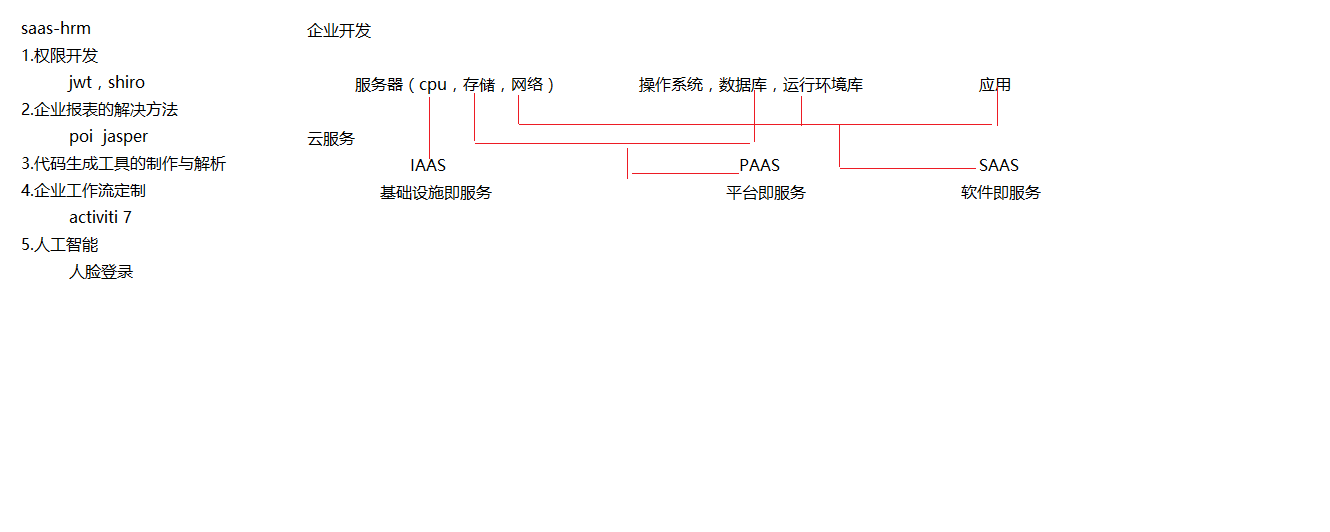 saas-hrm
1.权限开发
jwt，shiro
2.企业报表的解决方法
poi  jasper
3.代码生成工具的制作与解析
4.企业工作流定制
activiti 7
5.人工智能
人脸登录
企业开发
服务器（cpu，存储，网络） 操作系统，数据库，运行环境库 应用
云服务
IAAS PAAS SAAS
基础设施即服务 平台即服务 软件即服务